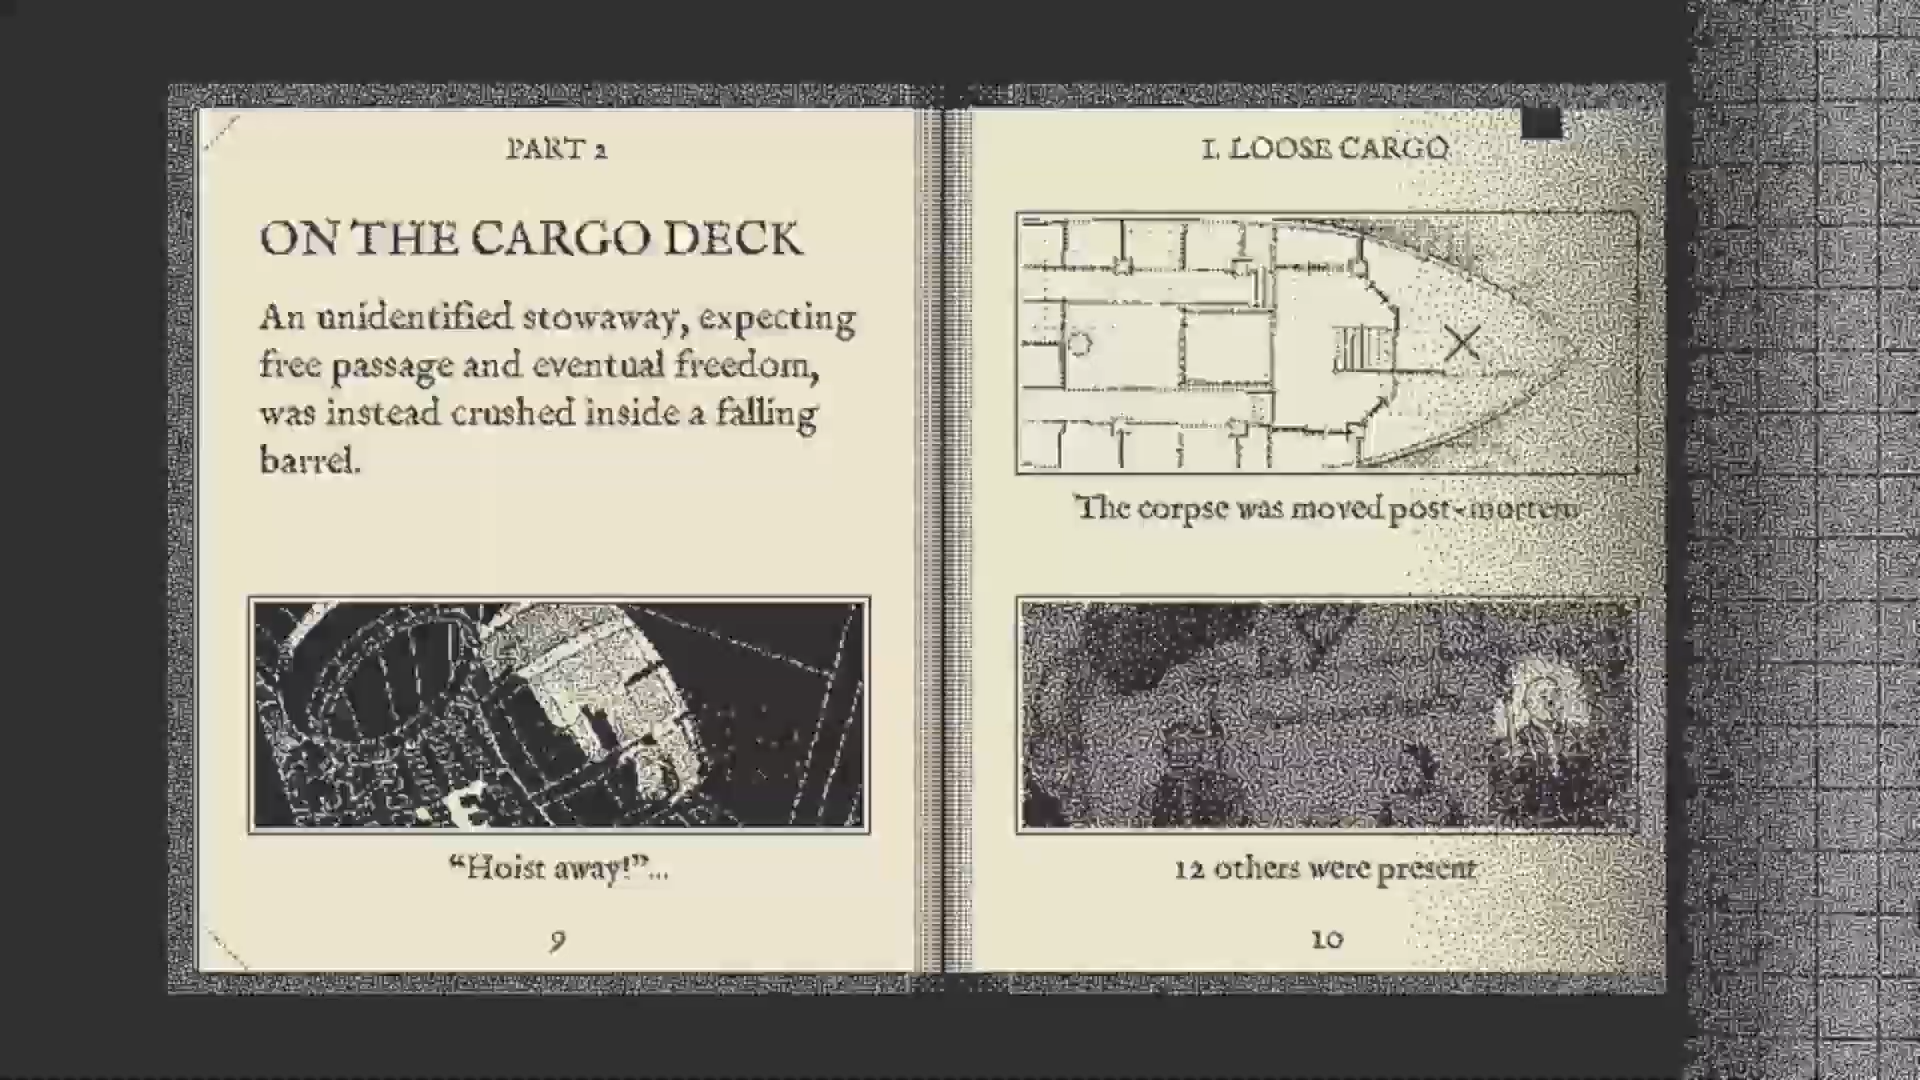 PART 2
ON THE CARGO DECK
An unidentified stowaway, expecting
free passage and eventual freedom,
was instead crushed inside a falling
barrel.
“Hoist away!”...
9
I. LOOSE CARGO
The corpse was moved post-mortem
12 others were present
10